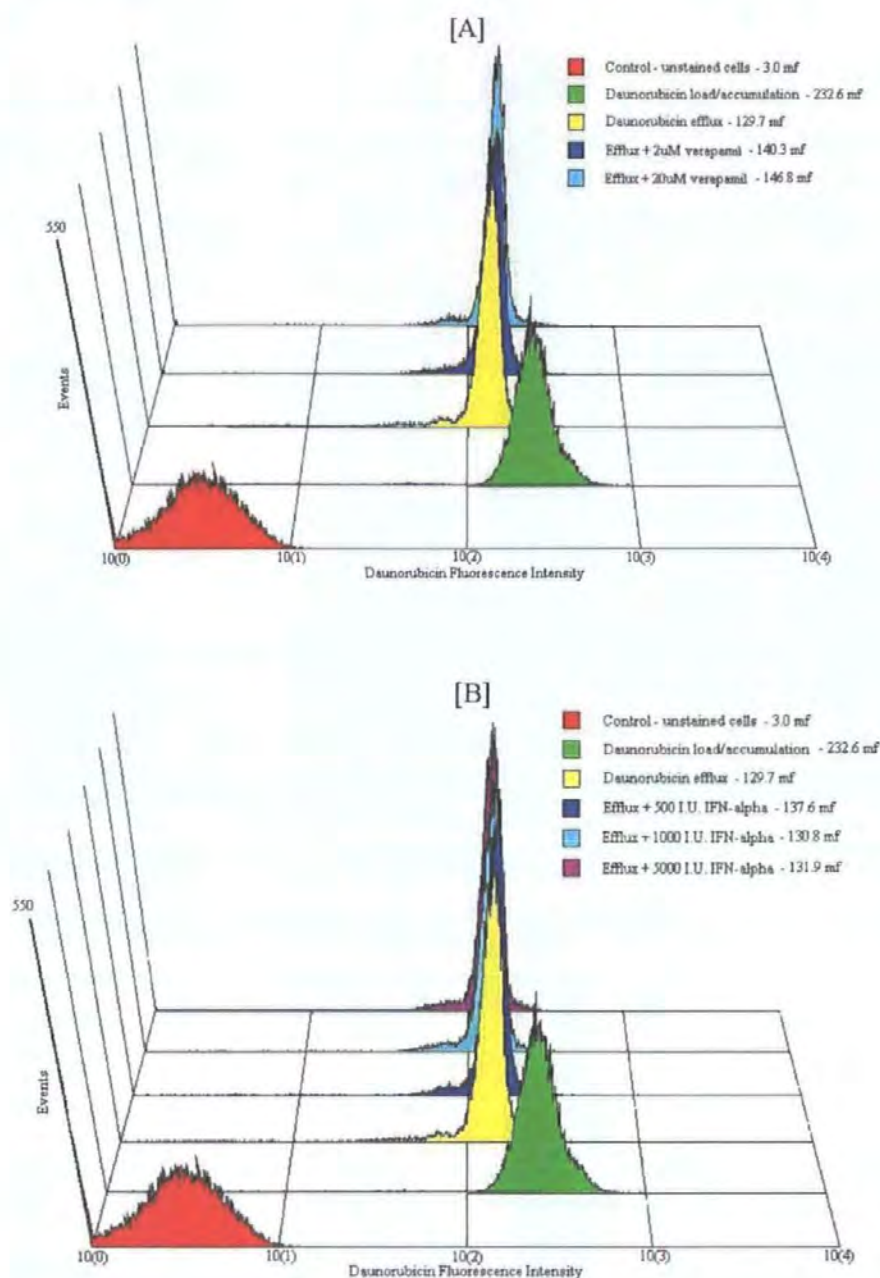 [A]
Control - unstained cells - 3.0 mf
Daunorubicin load/accumulation - 232.6 mf
Daunorubicin efflux - 129.7 mf
Efflux + 2uM verapamil - 140.3 mf
Efflux + 20uM verapamil - 146.8 mf
550
Events
10(0) 10(1) 10(2) 10(3) 10(4)
Daunorubicin Fluorescence Intensity
[B]
Control - unstained cells - 3.0 mf
Daunorubicin load/accumulation - 232.6 mf
Daunorubicin efflux - 129.7 mf
Efflux + 500 I.U. IFN-alpha - 137.6 mf
Efflux + 1000 I.U. IFN-alpha - 130.8 mf
Efflux + 5000 I.U. IFN-alpha - 131.9 mf
550
Events
10(0) 10(1) 10(2) 10(3) 10(4)
Daunorubicin Fluorescence Intensity